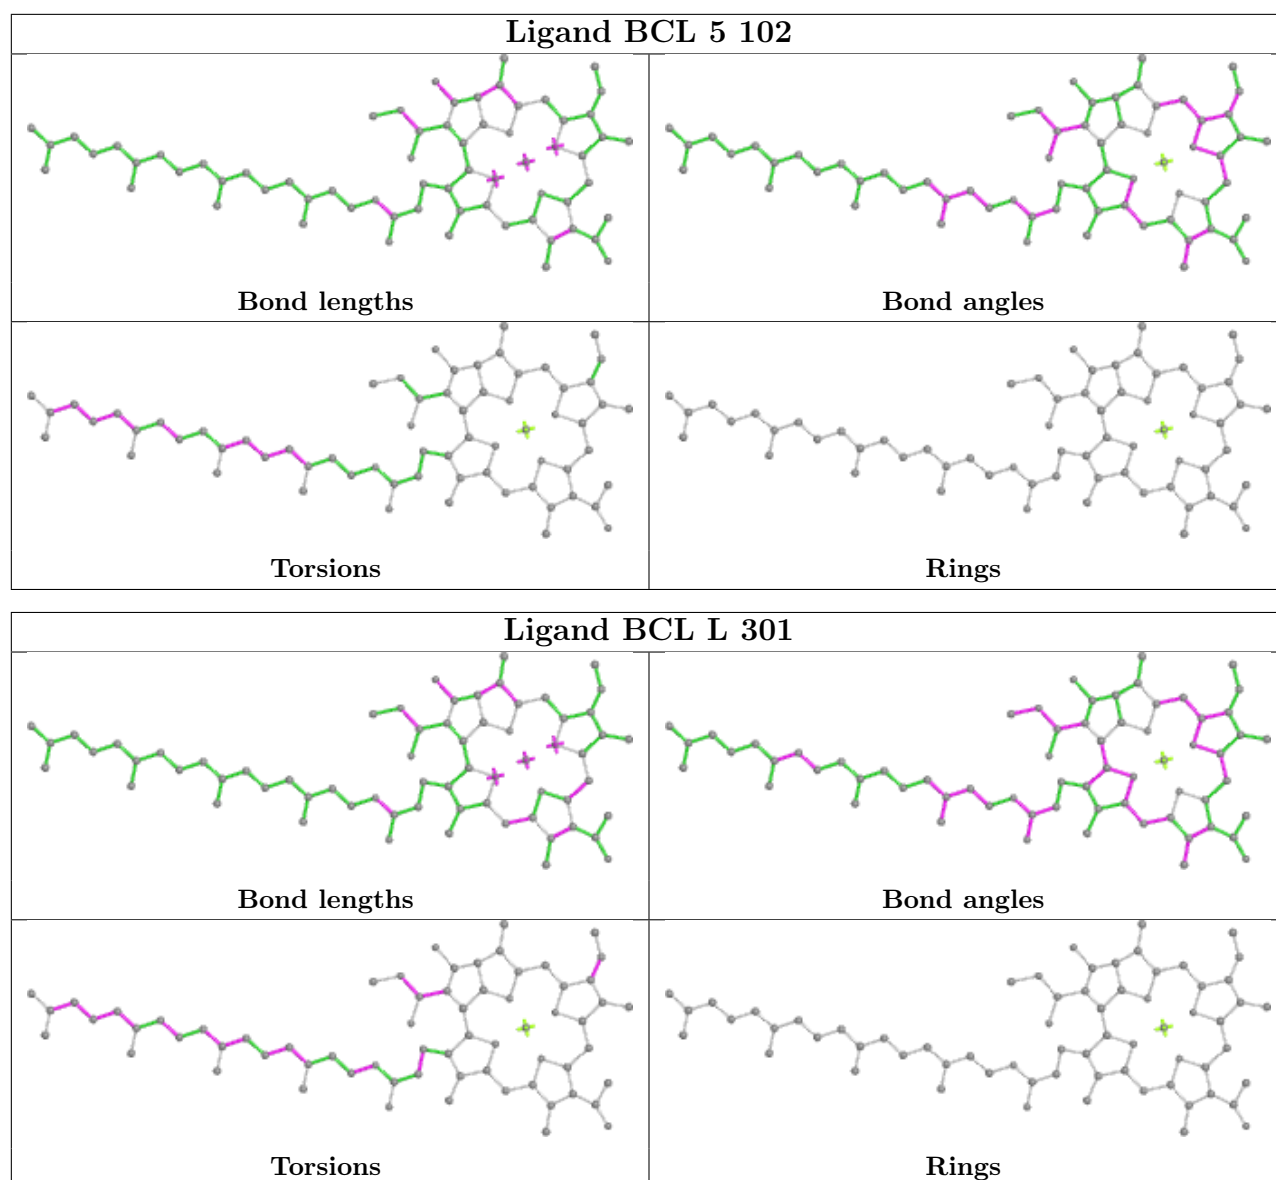 Ligand BCL 5 102
Bond lengths
Bond angles
Torsions
Rings
Ligand BCL L 301
Bond lengths
Bond angles
Torsions
Rings